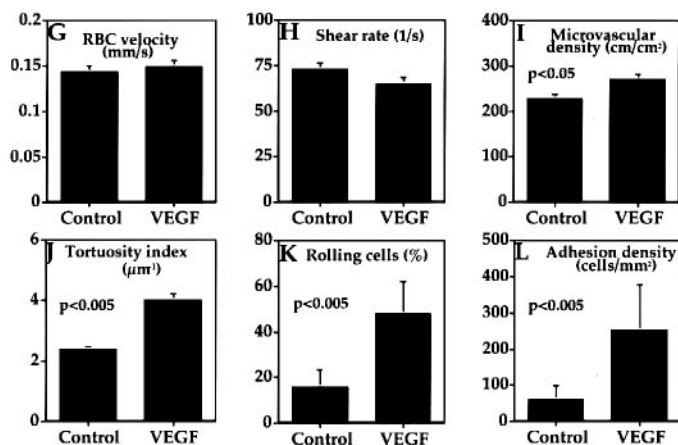 G
RBC velocity
(mm/s)
0.2
0.15
0.1
0.05
0
Control VEGF
H
Shear rate (1/s)
100
75
50
25
0
Control VEGF
I
Microvascular
density (cm/cm²)
p<0.05
400
300
200
100
0
Control VEGF
J
Tortuosity index
(μm¹)
p<0.005
6
4
2
0
Control VEGF
K
Rolling cells (%)
p<0.005
80
60
40
20
0
Control VEGF
L
Adhesion density
(cells/mm²)
p<0.005
500
400
300
200
100
0
Control VEGF